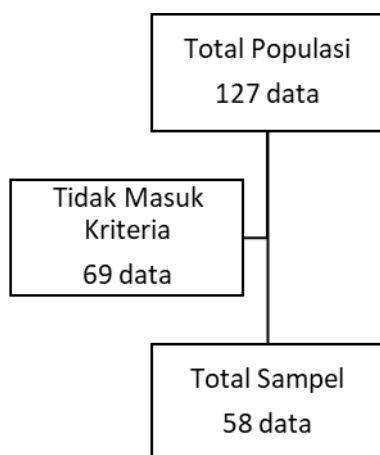 Total Populasi
127 data
Tidak Masuk
Kriteria
69 data
Total Sampel
58 data